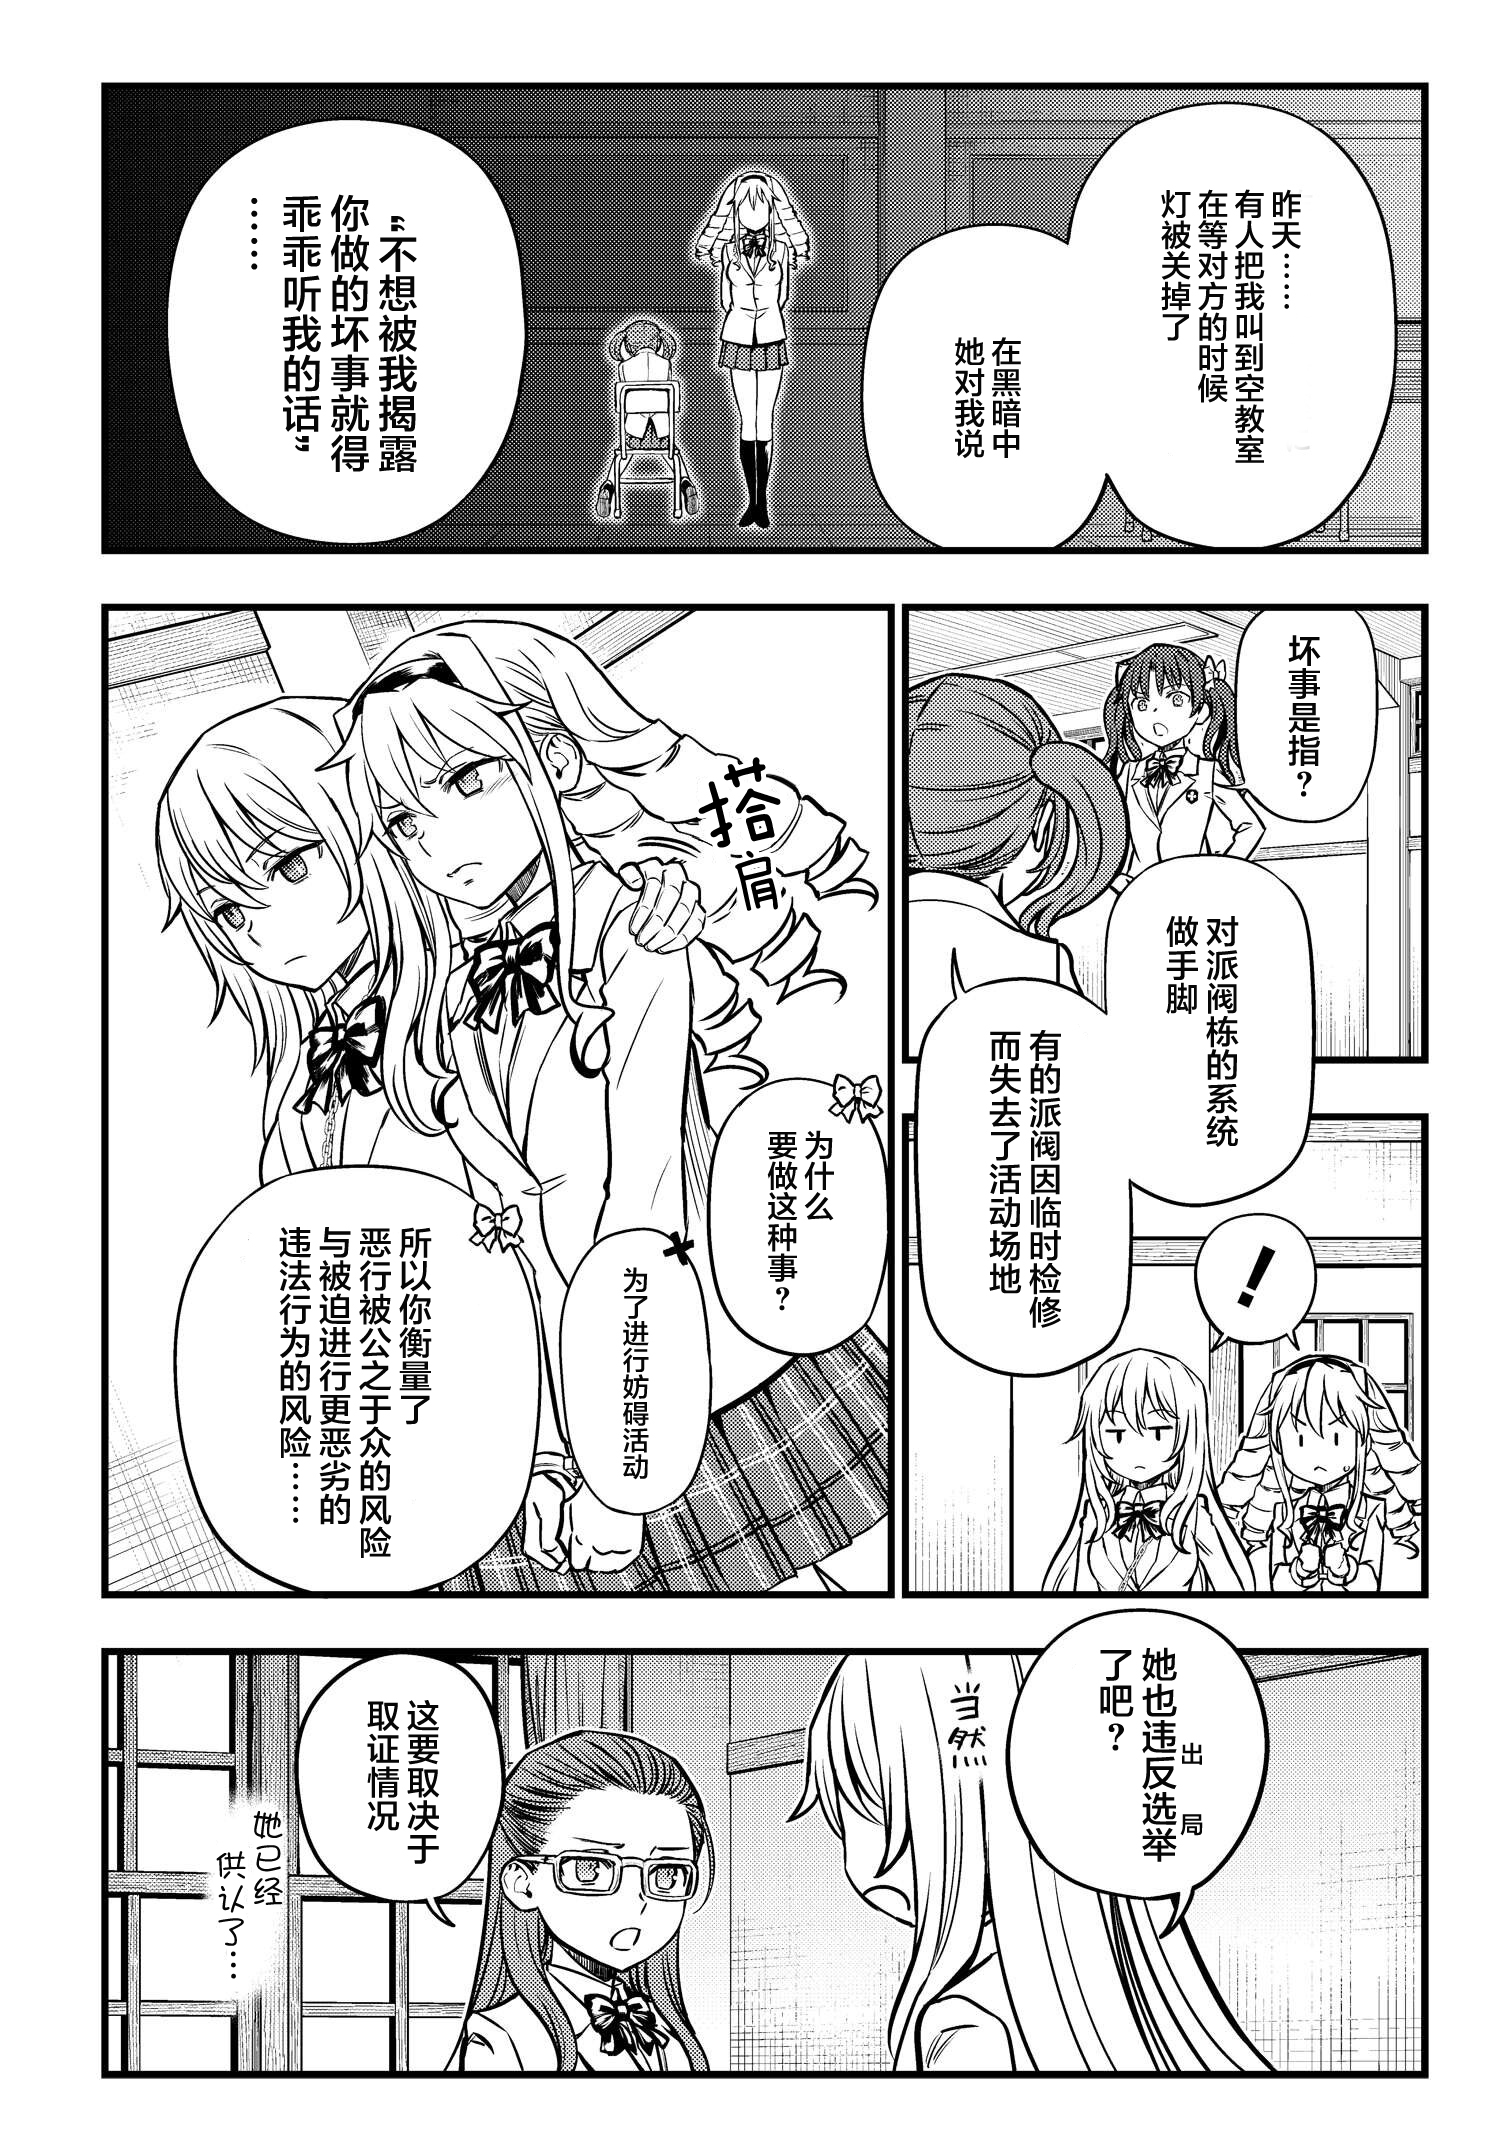 昨天……
有人把我叫到空教室
在等对方的时候
灯被关掉了
在黑暗中
她对我说
“不想被我揭露
你做的坏事就得
乖乖听我的话”
……
坏事是指?
对派阀栋的系统
做手脚
有的派阀因临时检修
而失去了活动场地
!
搭肩
为什么
要做这种事?
为了进行妨碍活动
所以你衡量了
恶行被公之于众的风险
与被迫进行更恶劣的
违法行为的风险……
她也违反选举
出局
了吧?
当然
这要取决于
取证情况
她已经
供认了…